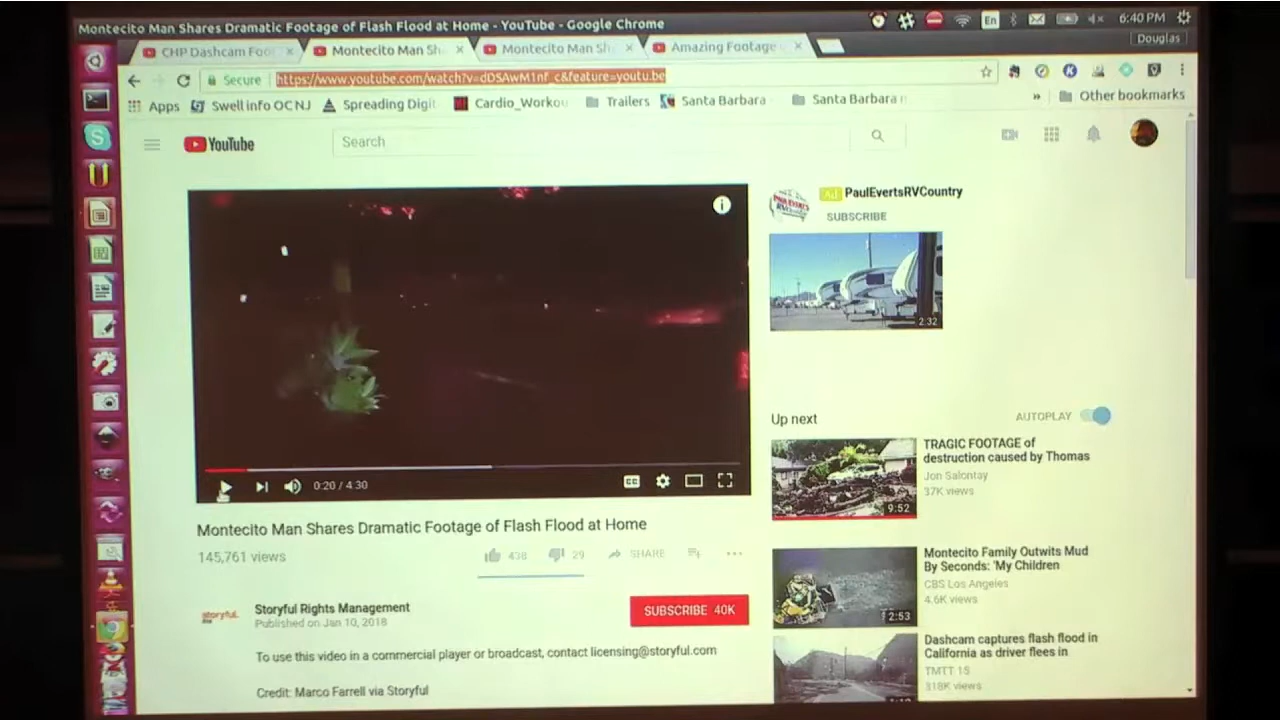 Montecito Man Shares Dramatic Footage of Flash Flood at Home - YouTube - Google Chrome
En
6:40 PM
Douglas
CHP Dashcam Foo
Montecito Man Sh
Montecito Man Sh
Amazing Footage
Secure
https://www.youtube.com/watch?v=dDSAwM1nf_c&feature=youtu.be
Apps
Swell info OC NJ
Spreading Digit
Cardio_Workou
Trailers
Santa Barbara
Santa Barbara n
»
Other bookmarks
YouTube
Search
Ad PaulEvertsRVCountry
SUBSCRIBE
2:32
0:20 / 4:30
CC
Up next
AUTOPLAY
TRAGIC FOOTAGE of
destruction caused by Thomas
Jon Salontay
37K views
9:52
Montecito Man Shares Dramatic Footage of Flash Flood at Home
145,761 views
438
29
SHARE
Montecito Family Outwits Mud
By Seconds: 'My Children
CBS Los Angeles
4.6K views
2:53
storyful.
Storyful Rights Management
Published on Jan 10, 2018
SUBSCRIBE 40K
To use this video in a commercial player or broadcast, contact licensing@storyful.com
Credit: Marco Farrell via Storyful
Dashcam captures flash flood in
California as driver flees in
TMTT 15
318K views